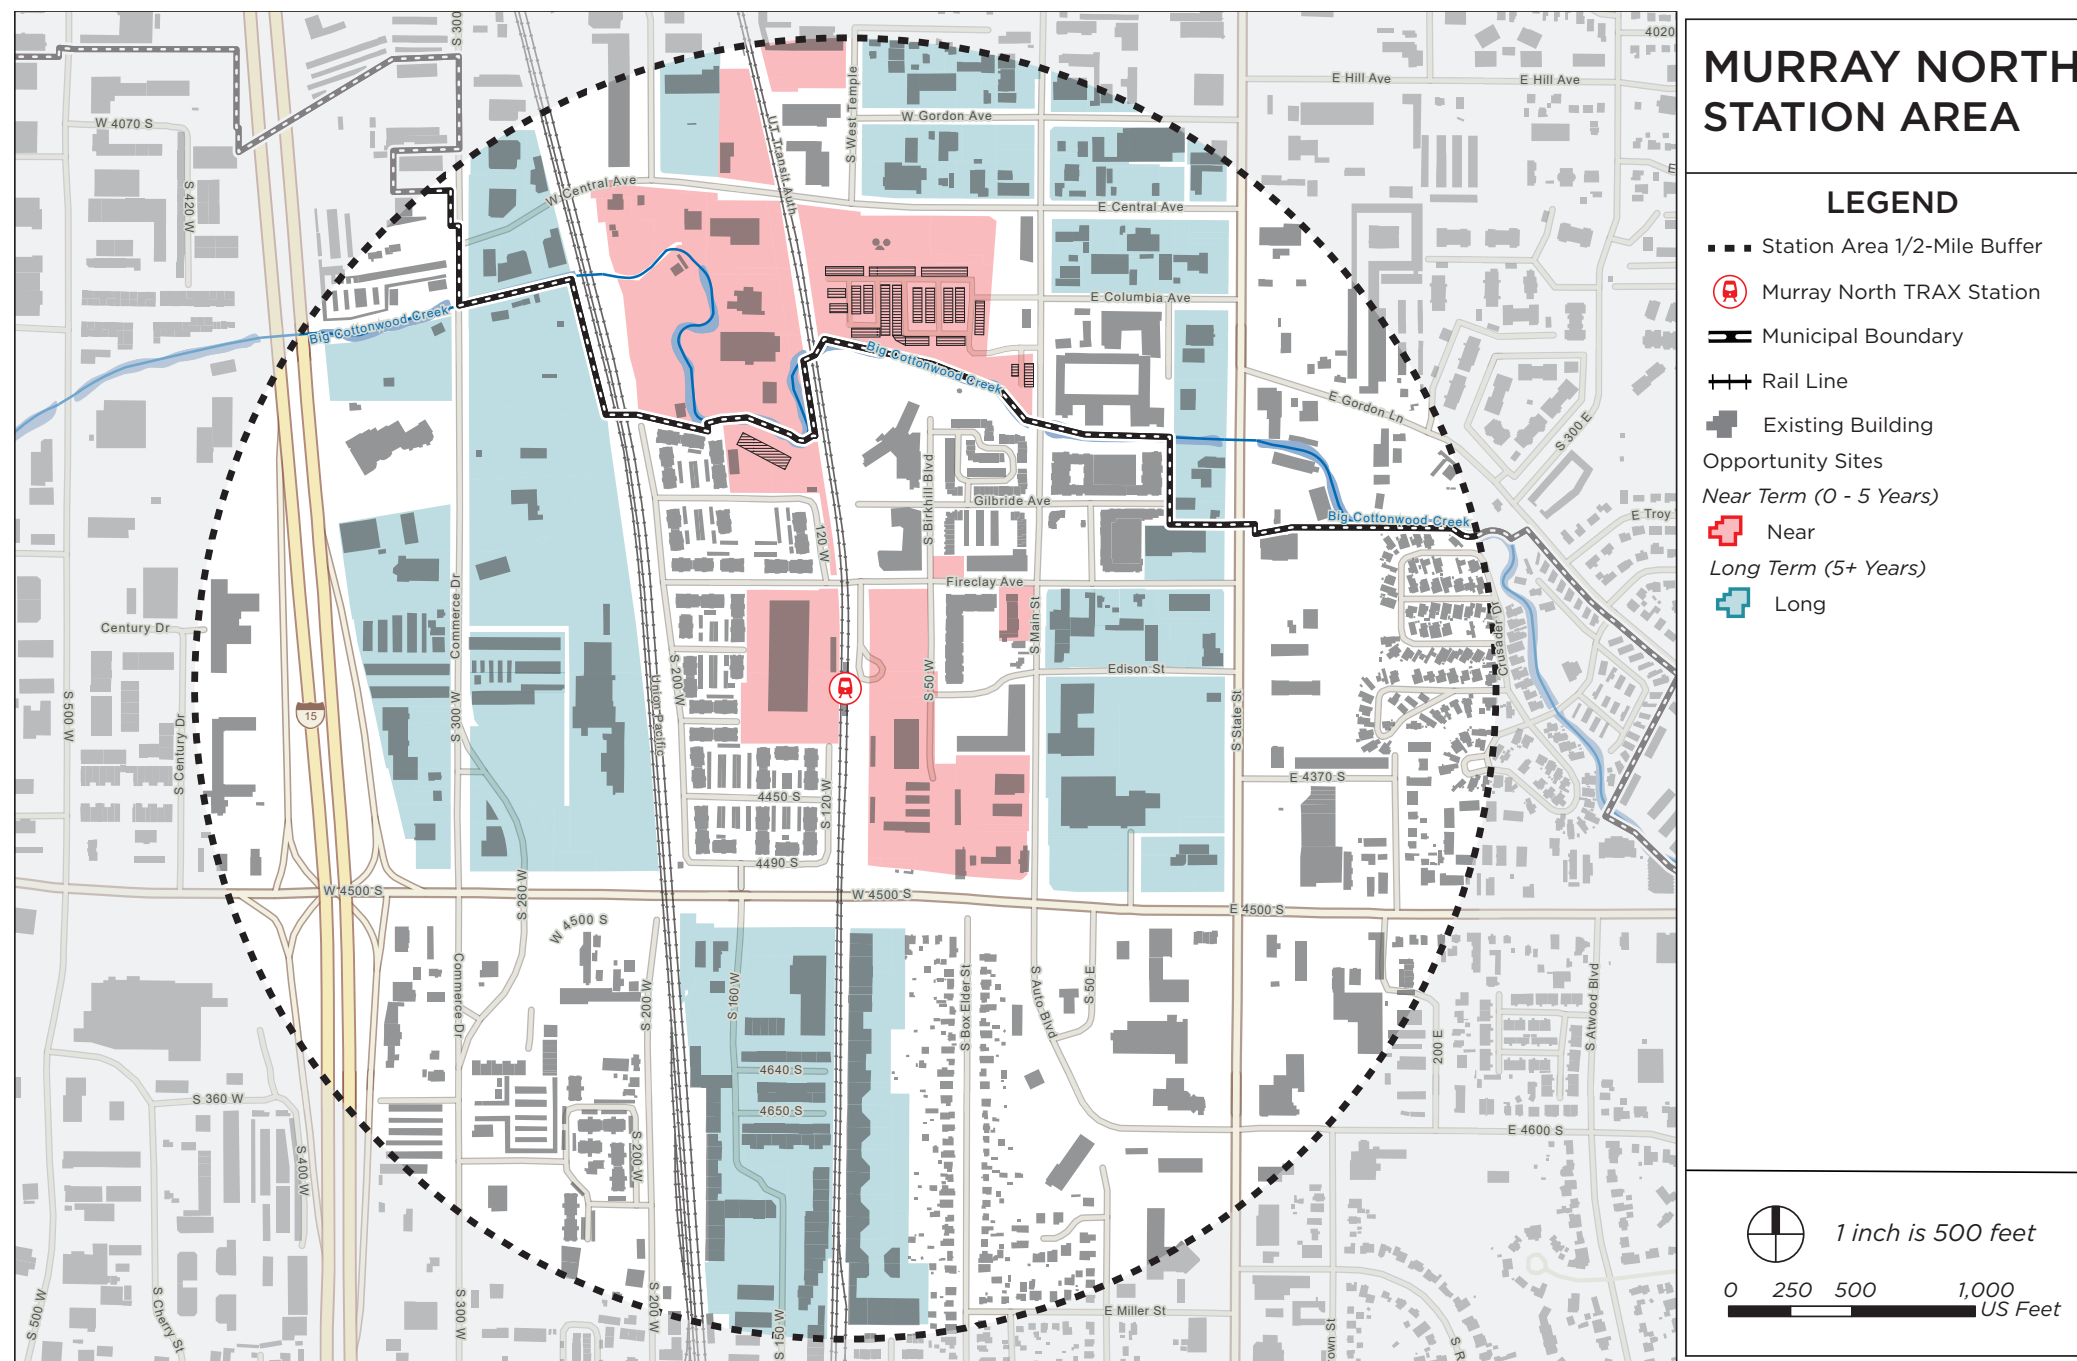 MURRAY NORTH
STATION AREA
LEGEND
Station Area 1/2-Mile Buffer
Murray North TRAX Station
Municipal Boundary
Rail Line
Existing Building
Opportunity Sites
Near Term (0 - 5 Years)
Near
Long Term (5+ Years)
Long
1 inch is 500 feet
0 250 500 1,000
US Feet
S 300
4020
E Hill Ave
E Hill Ave
W 4070 S
S 420 W
S West Temple
W Gordon Ave
UT Transit Auth
W Central Ave
E Central Ave
E Columbia Ave
Big Cottonwood Creek
Big Cottonwood Creek
E Gordon Ln
S 300 E
S Birkhill Blvd
Gilbride Ave
Big Cottonwood Creek
E Troy
120 W
Fireclay Ave
Commerce Dr
Century Dr
S Main St
Crusader Dr
S 200 W
Edison St
S 50 W
Union Pacific
S 500 W
15
S 300 W
S Century Dr
S State St
E 4370 S
4450 S
S 120 W
4490 S
W 4500 S
S 260 W
W 4500 S
E 4500 S
W 4500 S
Commerce Dr
S 200 W
S 160 W
S Box Elder St
S Auto Blvd
S 50 E
S Atwood Blvd
200 E
4640 S
4650 S
S 360 W
S 400 W
S 200 W
E 4600 S
S 500 W
S Cherry St
S 300 W
S 200 W
S 150 W
E Miller St
own St
S R